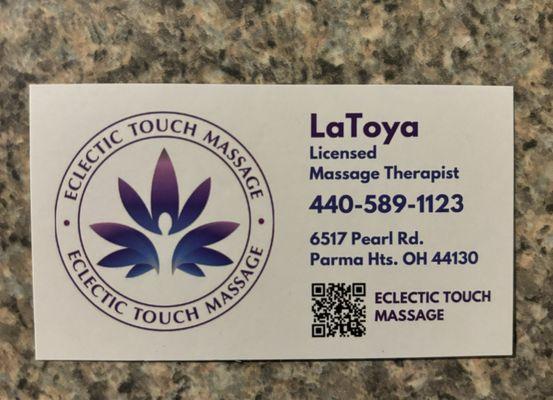 ECLECTIC TOUCH MASSAGE
ECLECTIC TOUCH MASSAGE
LaToya
Licensed
Massage Therapist
440-589-1123
6517 Pearl Rd.
Parma Hts. OH 44130
ECLECTIC TOUCH
MASSAGE